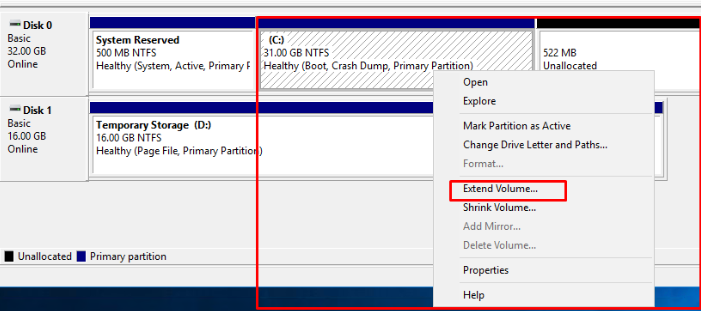 Disk 0
Basic
32.00 GB
Online
System Reserved
500 MB NTFS
Healthy (System, Active, Primary P
(C:)
31.00 GB NTFS
Healthy (Boot, Crash Dump, Primary Partition)
522 MB
Unallocated
Disk 1
Basic
16.00 GB
Online
Temporary Storage (D:)
16.00 GB NTFS
Healthy (Page File, Primary Partition)
Open
Explore
Mark Partition as Active
Change Drive Letter and Paths...
Format...
Extend Volume...
Shrink Volume...
Add Mirror...
Delete Volume...
Properties
Help
Unallocated
Primary partition